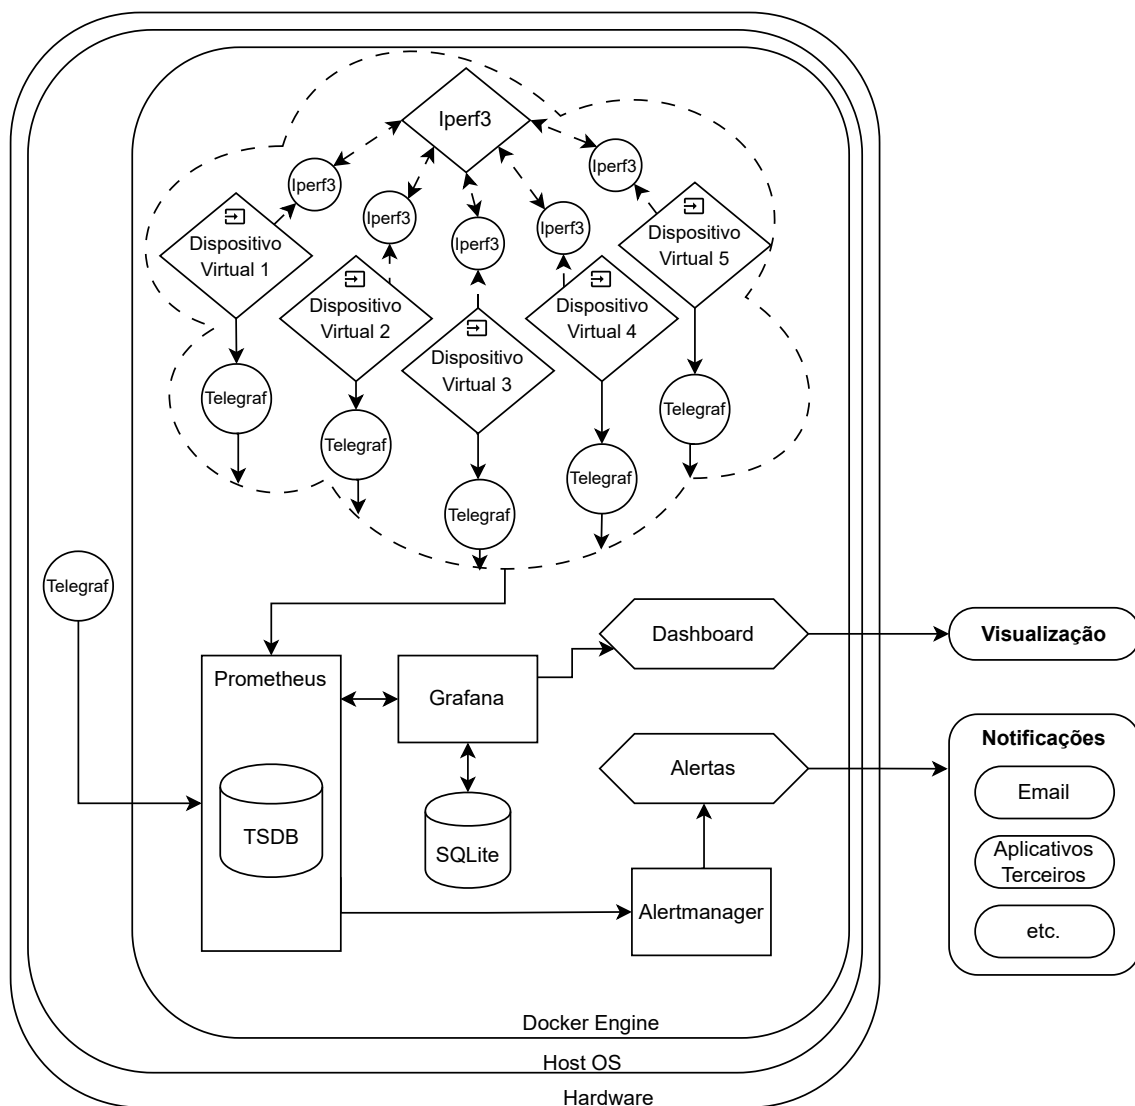 Iperf3
Iperf3
Iperf3
Iperf3
Iperf3
Iperf3
Dispositivo
Virtual 1
Dispositivo
Virtual 2
Dispositivo
Virtual 3
Dispositivo
Virtual 4
Dispositivo
Virtual 5
Telegraf
Telegraf
Telegraf
Telegraf
Telegraf
Telegraf
Prometheus
TSDB
Grafana
SQLite
Dashboard
Alertas
Alertmanager
Visualização
Notificações
Email
Aplicativos
Terceiros
etc.
Docker Engine
Host OS
Hardware